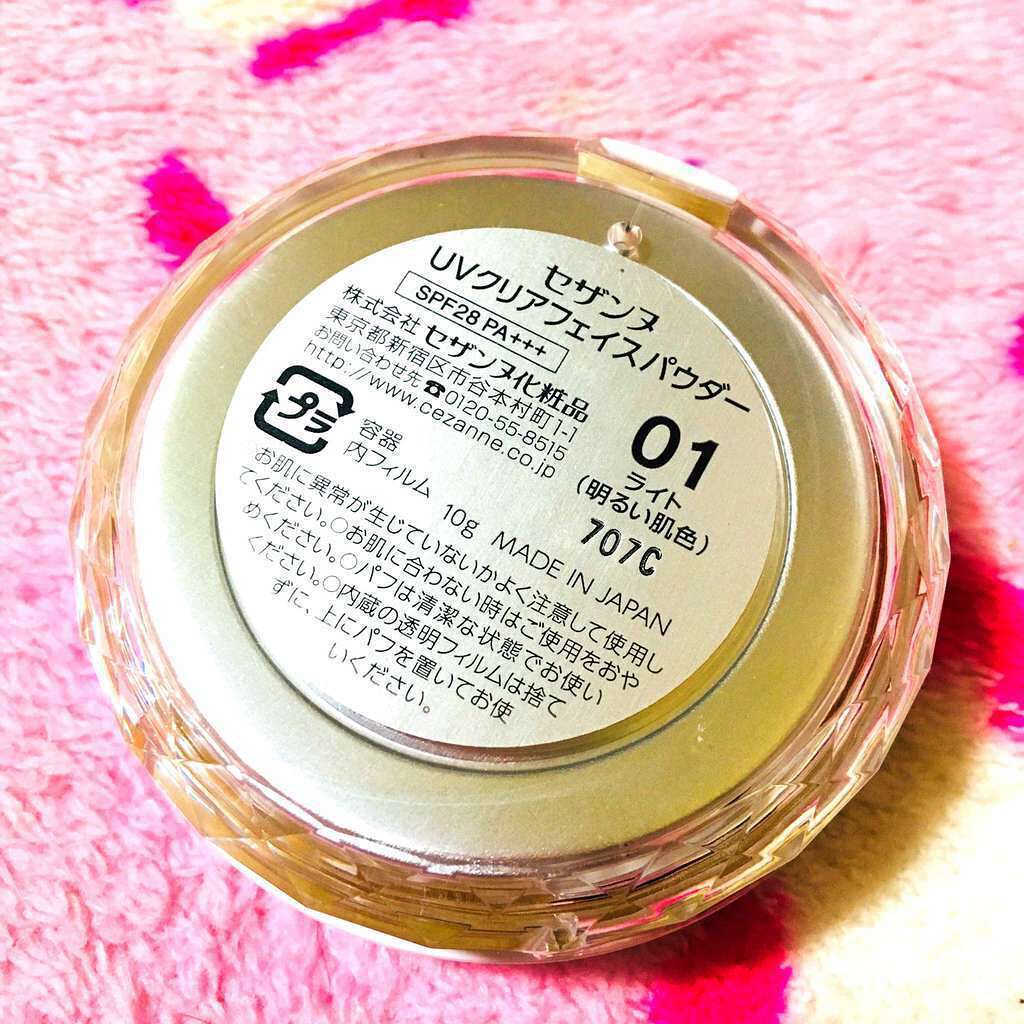 セザンヌ
UVクリアフェイスパウダー
SPF28 PA+++
株式会社 セザンヌ化粧品
東京都新宿区市谷本村町1-1
お問い合わせ先☎0120-55-8515
http://www.cezanne.co.jp
01
ライト
(明るい肌色)
707C
プラ
容器
内フィルム
10g MADE IN JAPAN
お肌に異常が生じていないかよく注意して使用し
てください。○お肌に合わない時はご使用をおや
めください。○パフは清潔な状態でお使い
ください。○内蔵の透明フィルムは捨て
ずに、上にパフを置いてお使
いください。